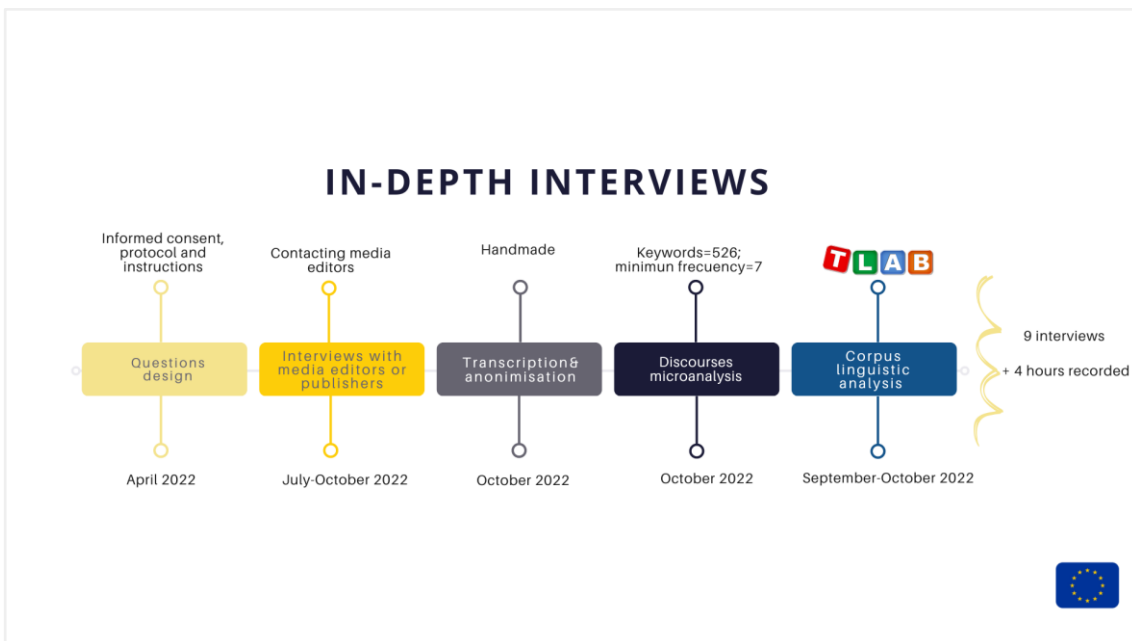 IN-DEPTH INTERVIEWS
Informed consent,
protocol and
instructions
Questions
design
April 2022
Contacting media
editors
Interviews with
media editors or
publishers
July-October 2022
Handmade
Transcription&
anonimisation
October 2022
Keywords=526;
minimun frecuency=7
Discourses
microanalysis
October 2022
TLAB
Corpus
linguistic
analysis
September-October 2022
9 interviews
+ 4 hours recorded